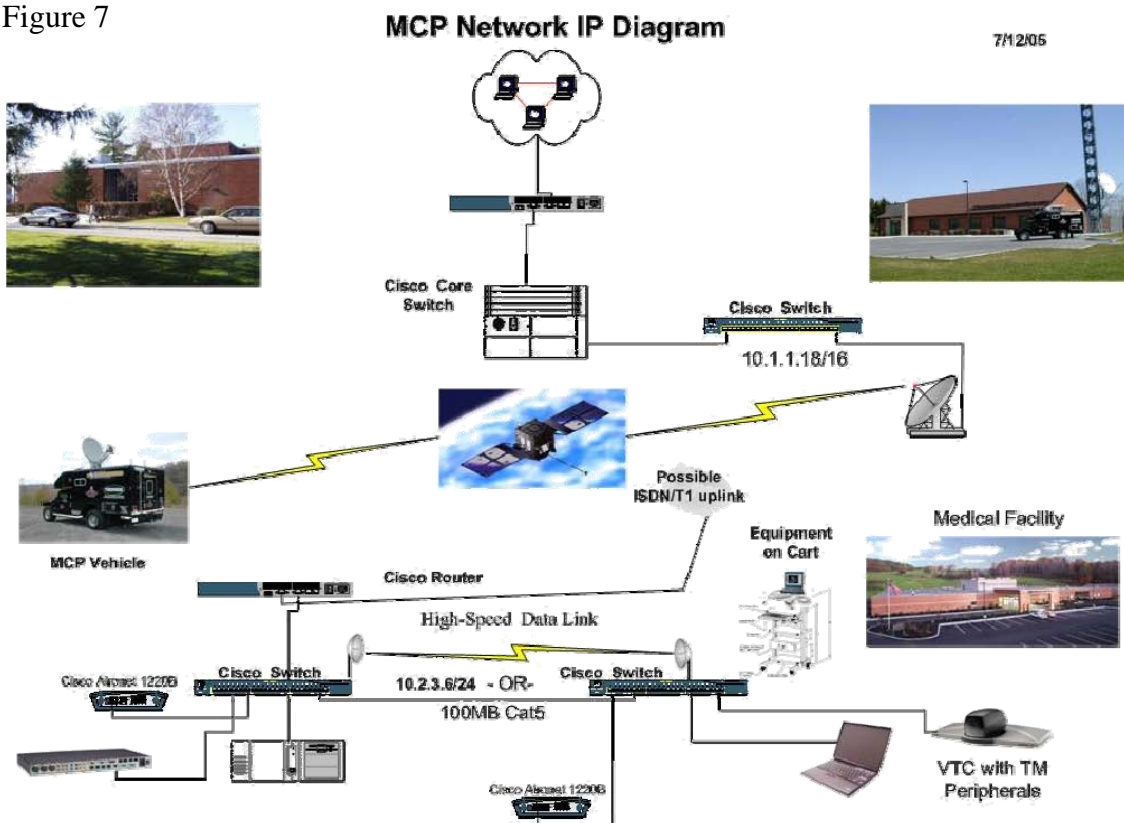 Figure 7
MCP Network IP Diagram
7/12/05
Cisco Core
Switch
Cisco Switch
10.1.1.18/16
Possible
ISDN/T1 uplink
MCP Vehicle
Equipment
on Cart
Medical Facility
Cisco Router
High-Speed Data Link
Cisco Switch
Cisco Switch
Cisco Aironet 1220B
10.2.3.6/24 - OR-
100MB Cat5
Cisco Aironet 1220B
VTC with TM
Peripherals